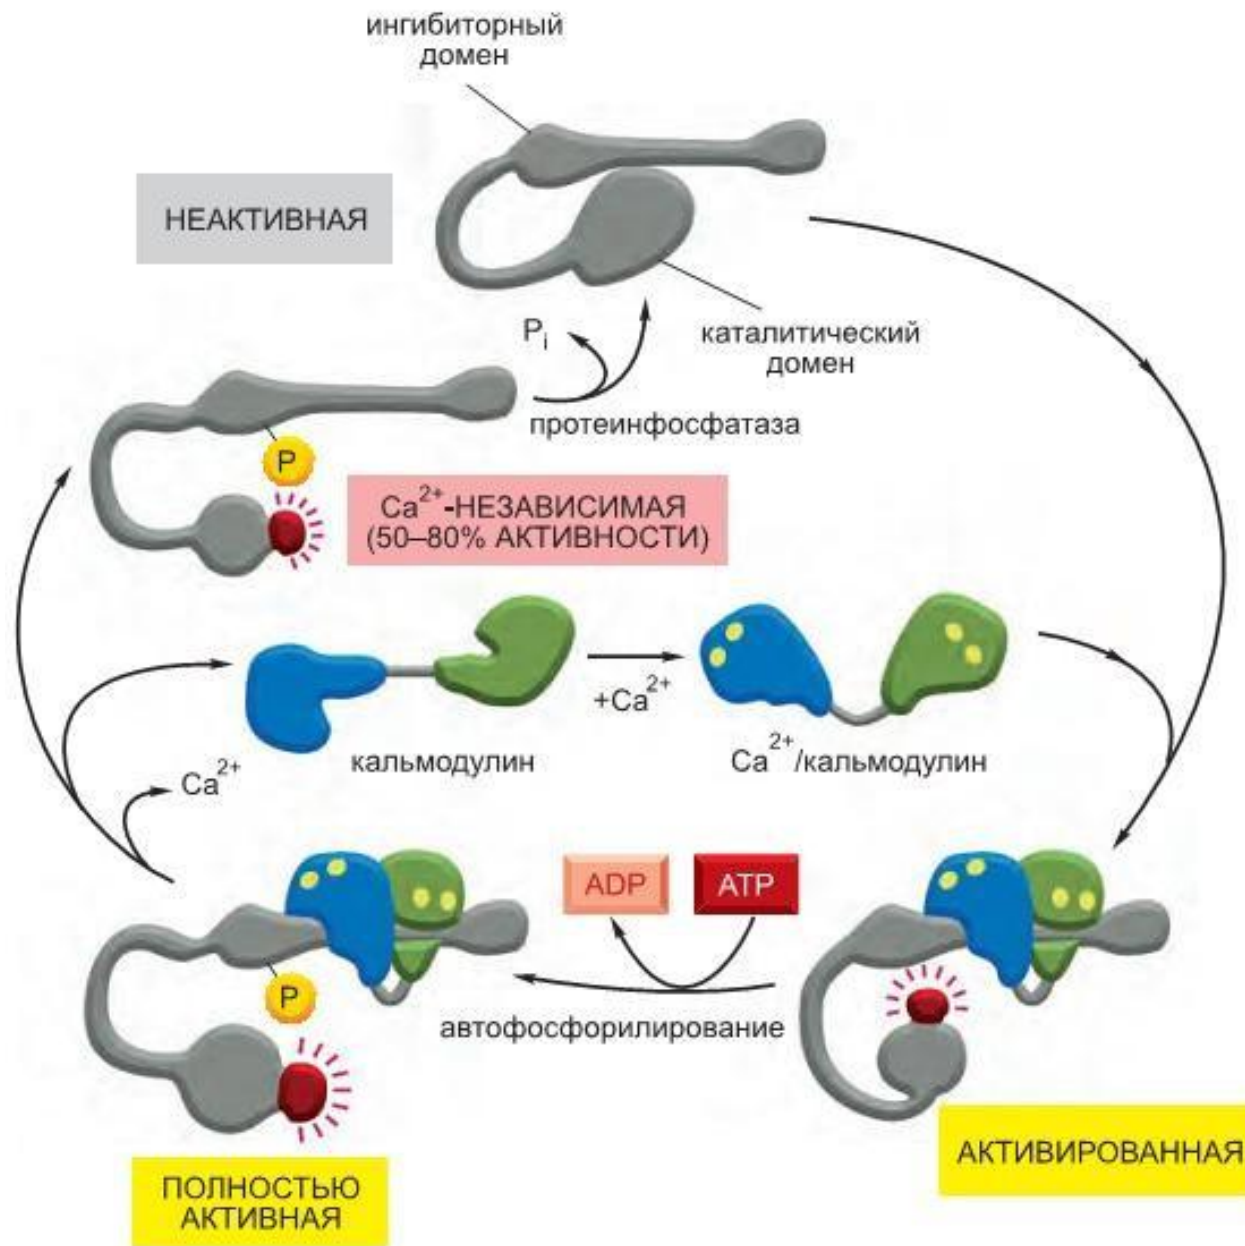 ингибиторный
домен
НЕАКТИВНАЯ
Pi
каталитический
домен
протеинфосфатаза
P
Ca2+-НЕЗАВИСИМАЯ
(50–80% АКТИВНОСТИ)
+Ca2+
кальмодулин
Ca2+/кальмодулин
Ca2+
ADP
ATP
P
автофосфорилирование
АКТИВИРОВАННАЯ
ПОЛНОСТЬЮ
АКТИВНАЯ